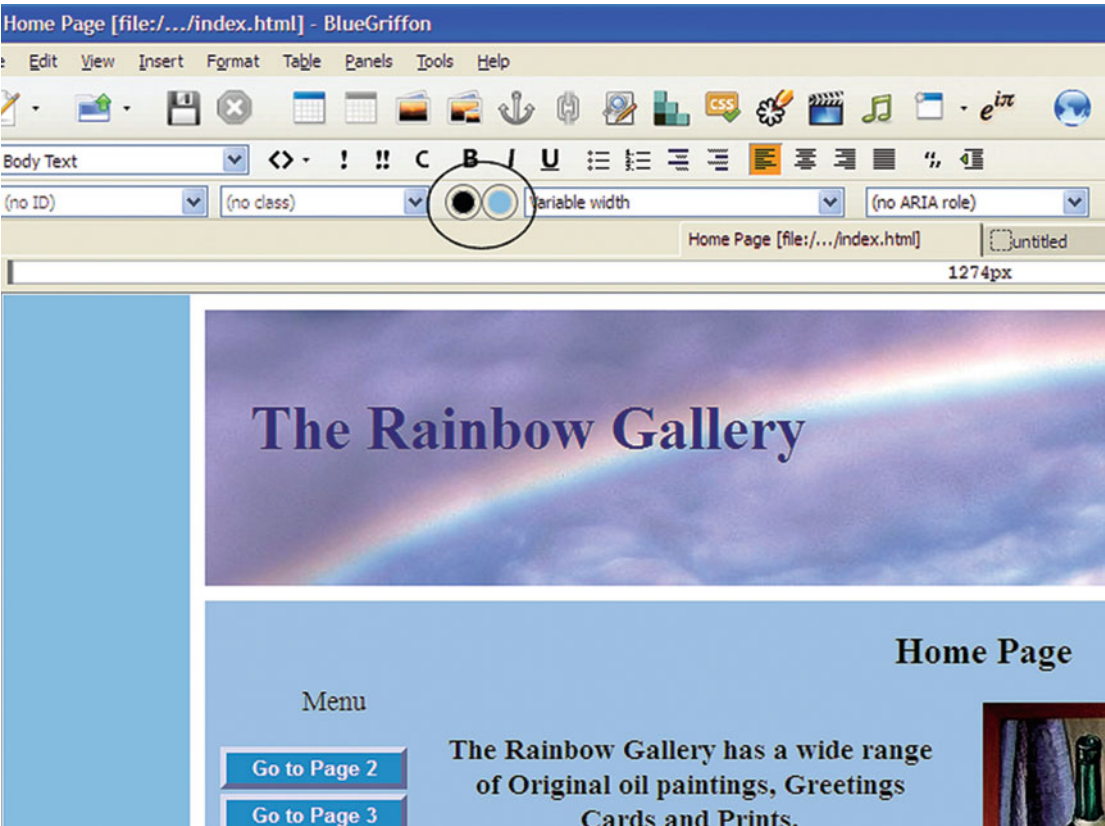 Home Page [file:/.../index.html] - BlueGriffon
Edit View Insert Format Table Panels Tools Help
CSS eiπ
Body Text ! !! C B I U
(no ID) (no class) Variable width (no ARIA role)
Home Page [file:/.../index.html] untitled
1274px
The Rainbow Gallery
Home Page
Menu
The Rainbow Gallery has a wide range
Go to Page 2
of Original oil paintings, Greetings
Go to Page 3
Cards and Prints.